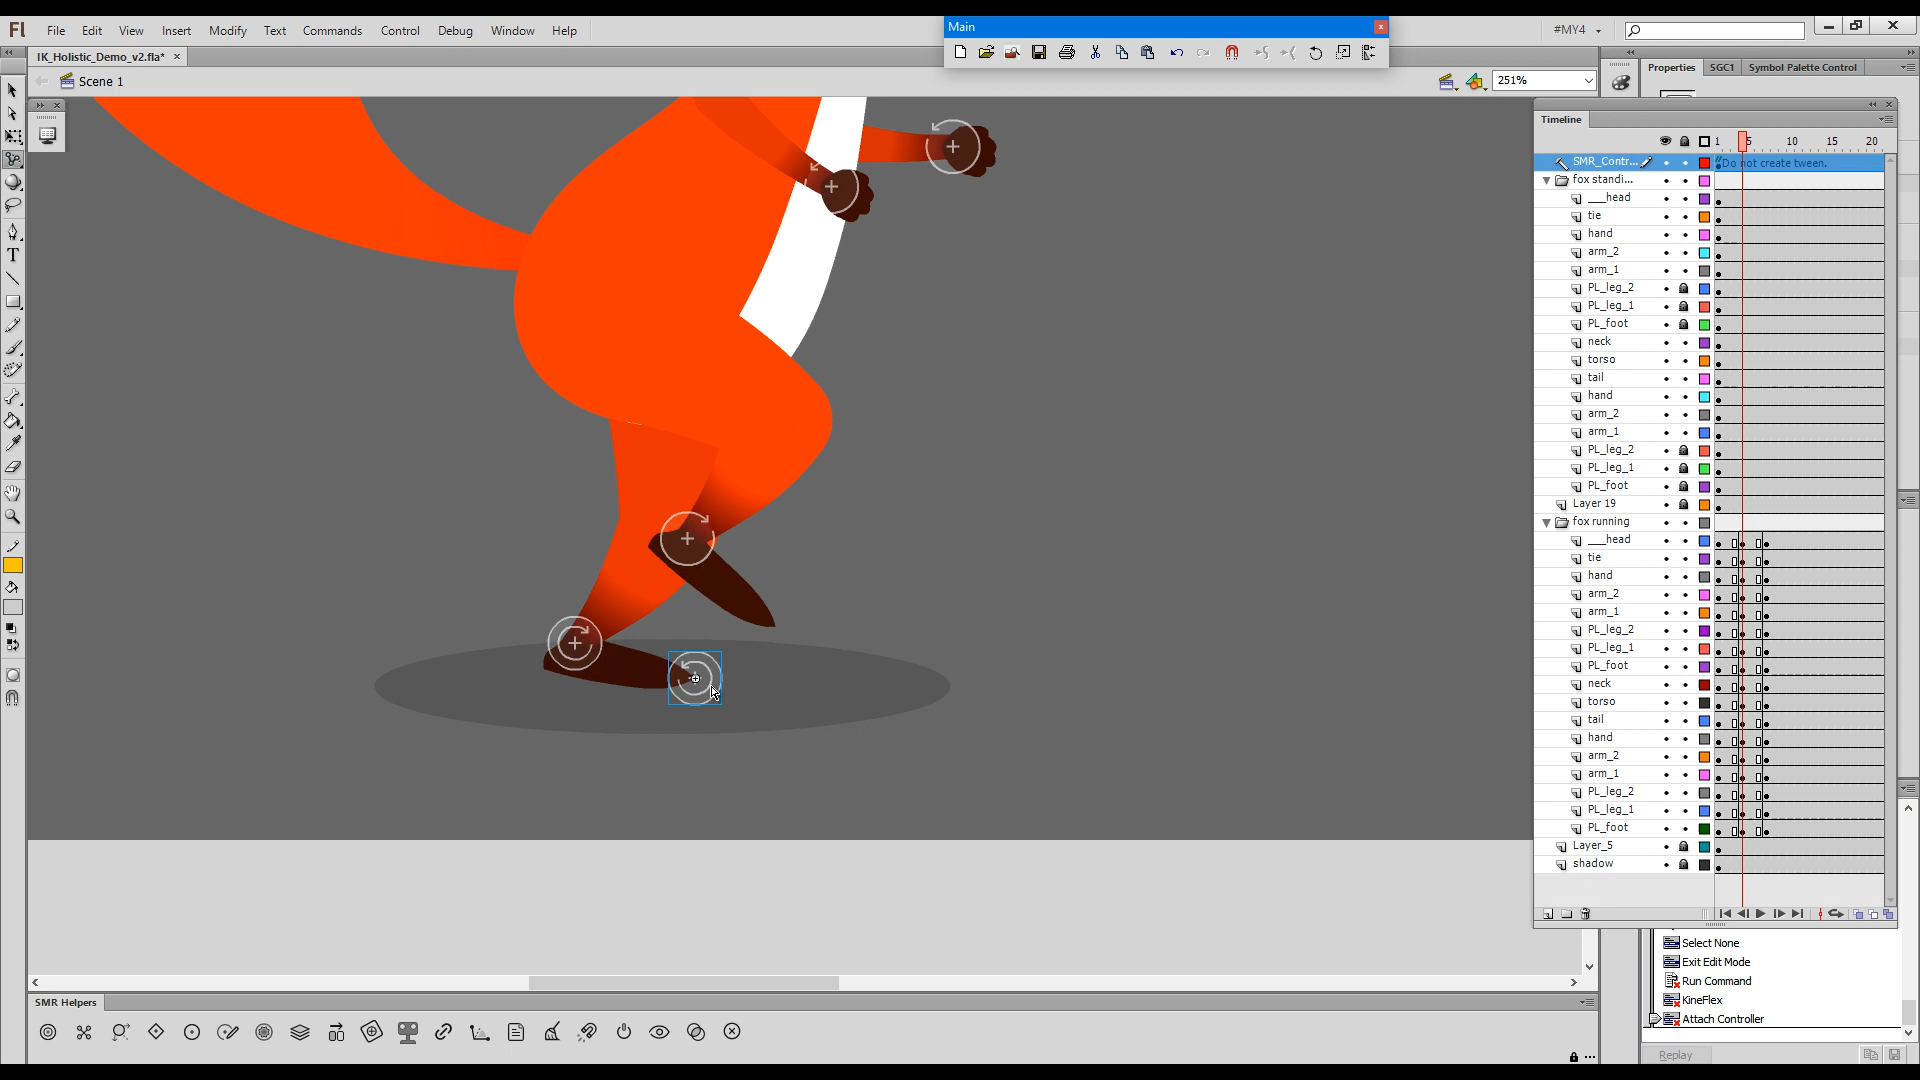 Fl File Edit View Insert Modify Text Commands Control Debug Window Help
Main
#MY4
IK_Holistic_Demo_v2.fla*
Scene 1
251%
Properties SGC1 Symbol Palette Control
Timeline
1 5 10 15 20
SMR_Contr... Do not create tween.
fox standi...
___head
tie
hand
arm_2
arm_1
PL_leg_2
PL_leg_1
PL_foot
neck
torso
tail
hand
arm_2
arm_1
PL_leg_2
PL_leg_1
PL_foot
Layer 19
fox running
___head
tie
hand
arm_2
arm_1
PL_leg_2
PL_leg_1
PL_foot
neck
torso
tail
hand
arm_2
arm_1
PL_leg_2
PL_leg_1
PL_foot
Layer_5
shadow
Select None
Exit Edit Mode
Run Command
KineFlex
Attach Controller
Replay
SMR Helpers